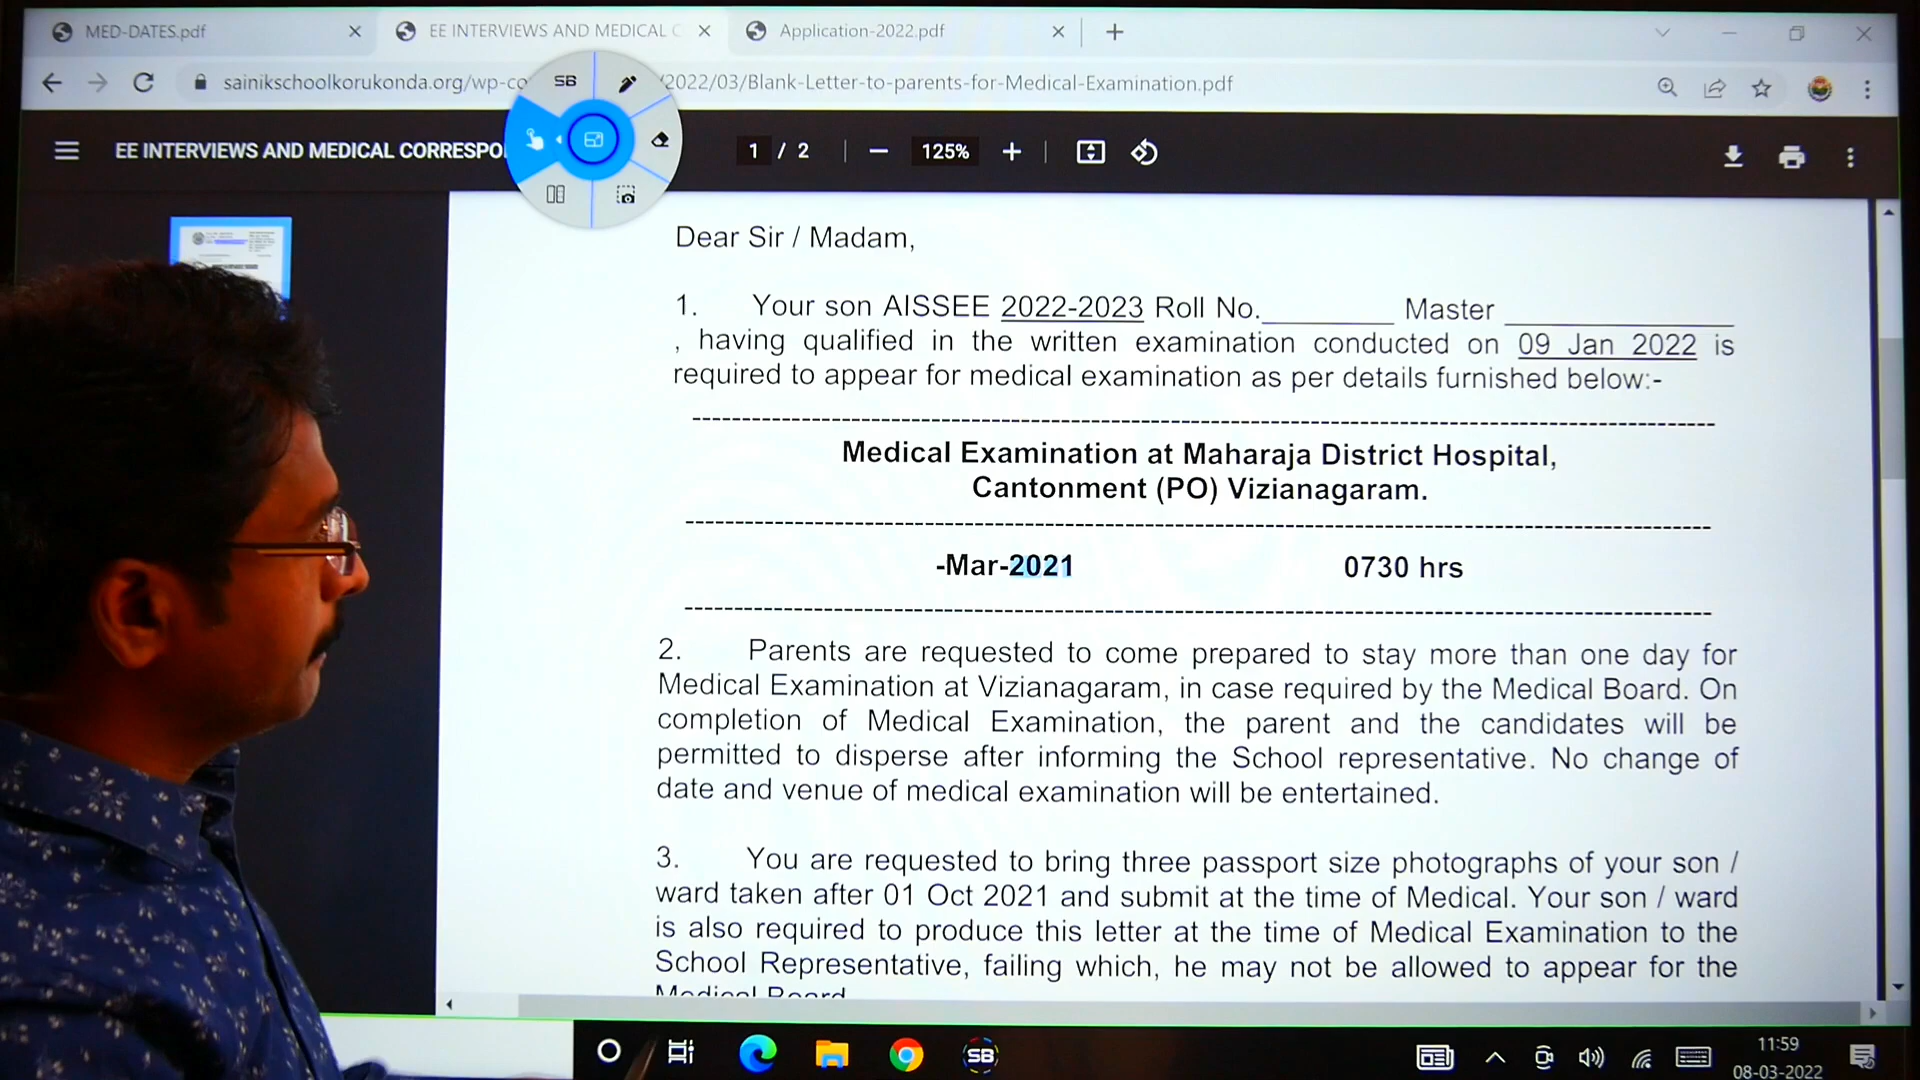 MED-DATES.pdf
EE INTERVIEWS AND MEDICAL C
Application-2022.pdf
sainikschoolkorukonda.org/wp-co
/2022/03/Blank-Letter-to-parents-for-Medical-Examination.pdf
SB
EE INTERVIEWS AND MEDICAL CORRESPO
1 / 2
125%
Dear Sir / Madam,
1. Your son AISSEE 2022-2023 Roll No.________ Master ______________
, having qualified in the written examination conducted on 09 Jan 2022 is
required to appear for medical examination as per details furnished below:-
Medical Examination at Maharaja District Hospital,
Cantonment (PO) Vizianagaram.
-Mar-2021 0730 hrs
2. Parents are requested to come prepared to stay more than one day for
Medical Examination at Vizianagaram, in case required by the Medical Board. On
completion of Medical Examination, the parent and the candidates will be
permitted to disperse after informing the School representative. No change of
date and venue of medical examination will be entertained.
3. You are requested to bring three passport size photographs of your son /
ward taken after 01 Oct 2021 and submit at the time of Medical. Your son / ward
is also required to produce this letter at the time of Medical Examination to the
School Representative, failing which, he may not be allowed to appear for the
Medical Board
SB
11:59
08-03-2022